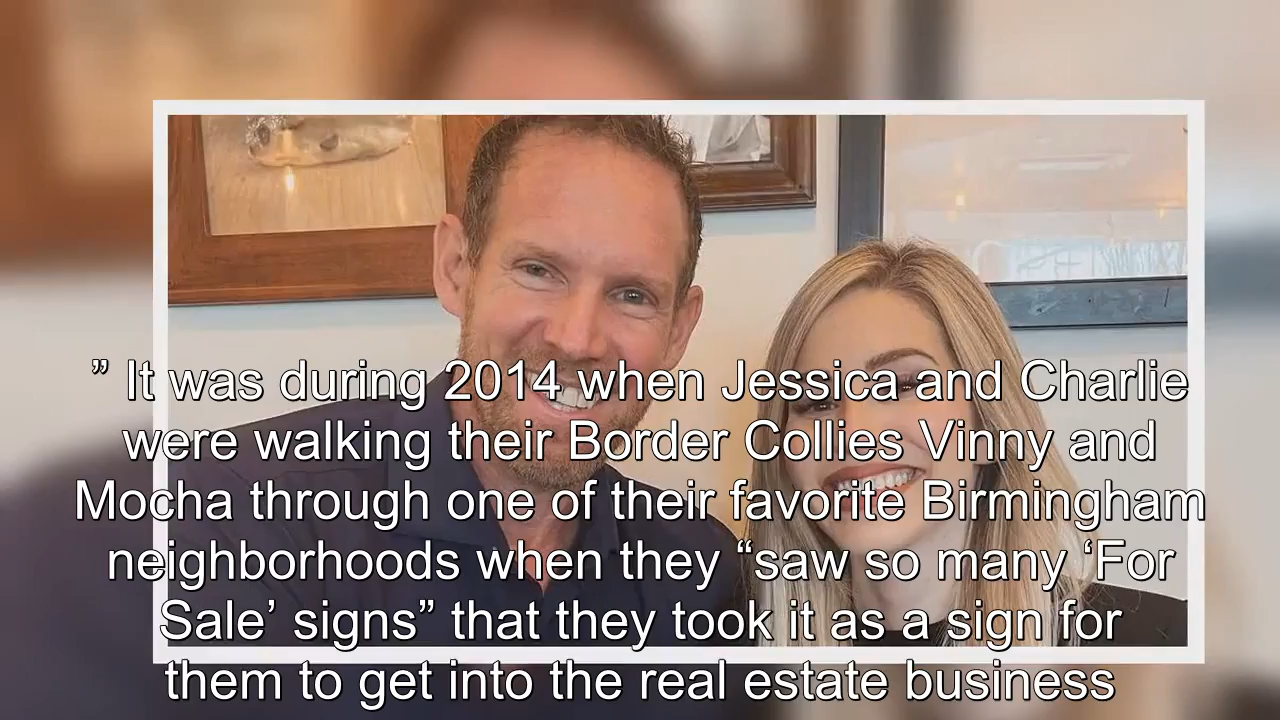 ” It was during 2014 when Jessica and Charlie
were walking their Border Collies Vinny and
Mocha through one of their favorite Birmingham
neighborhoods when they “saw so many ‘For
Sale’ signs” that they took it as a sign for
them to get into the real estate business